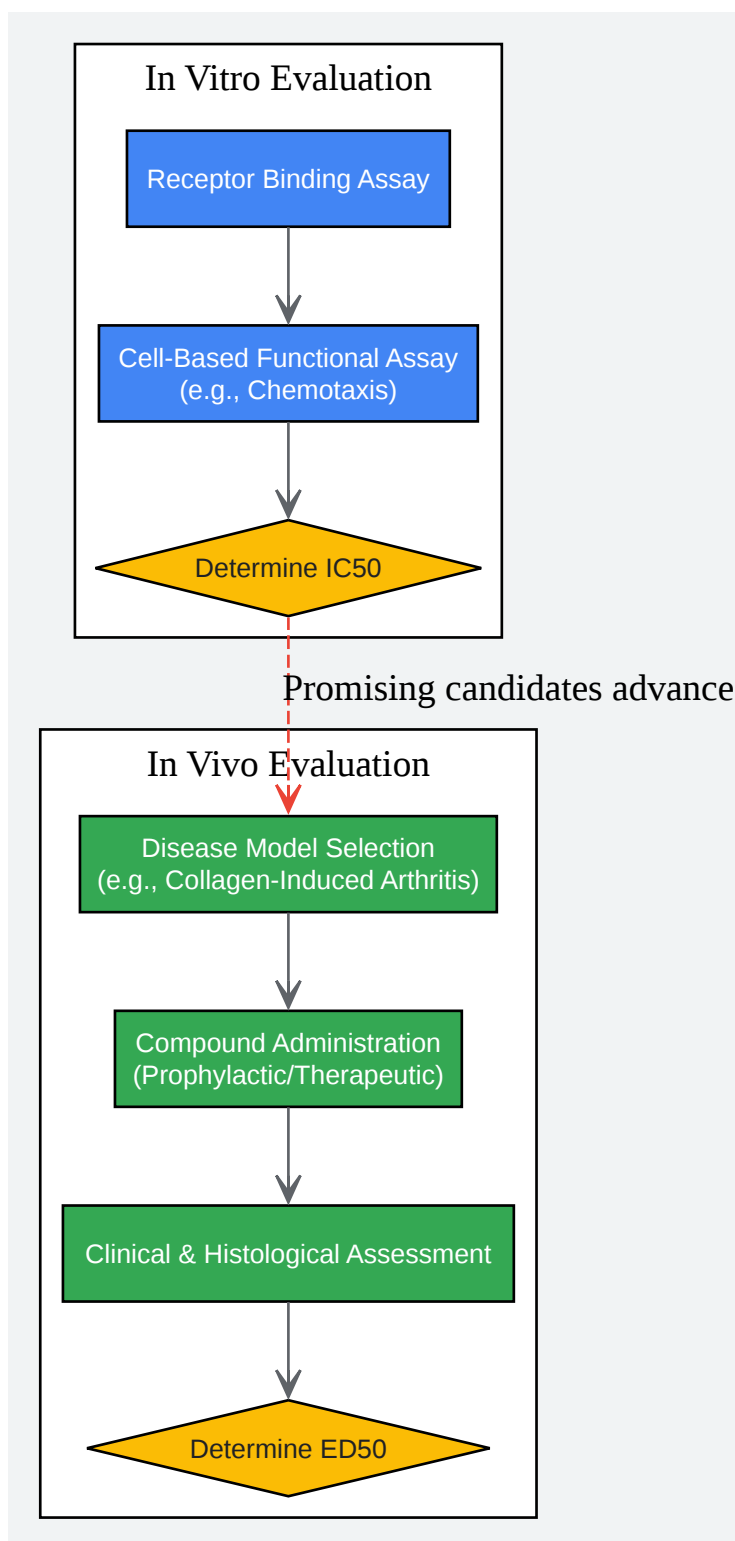 In Vitro Evaluation
Receptor Binding Assay
Cell-Based Functional Assay
(e.g., Chemotaxis)
Determine IC50
Promising candidates advance
In Vivo Evaluation
Disease Model Selection
(e.g., Collagen-Induced Arthritis)
Compound Administration
(Prophylactic/Therapeutic)
Clinical & Histological Assessment
Determine ED50